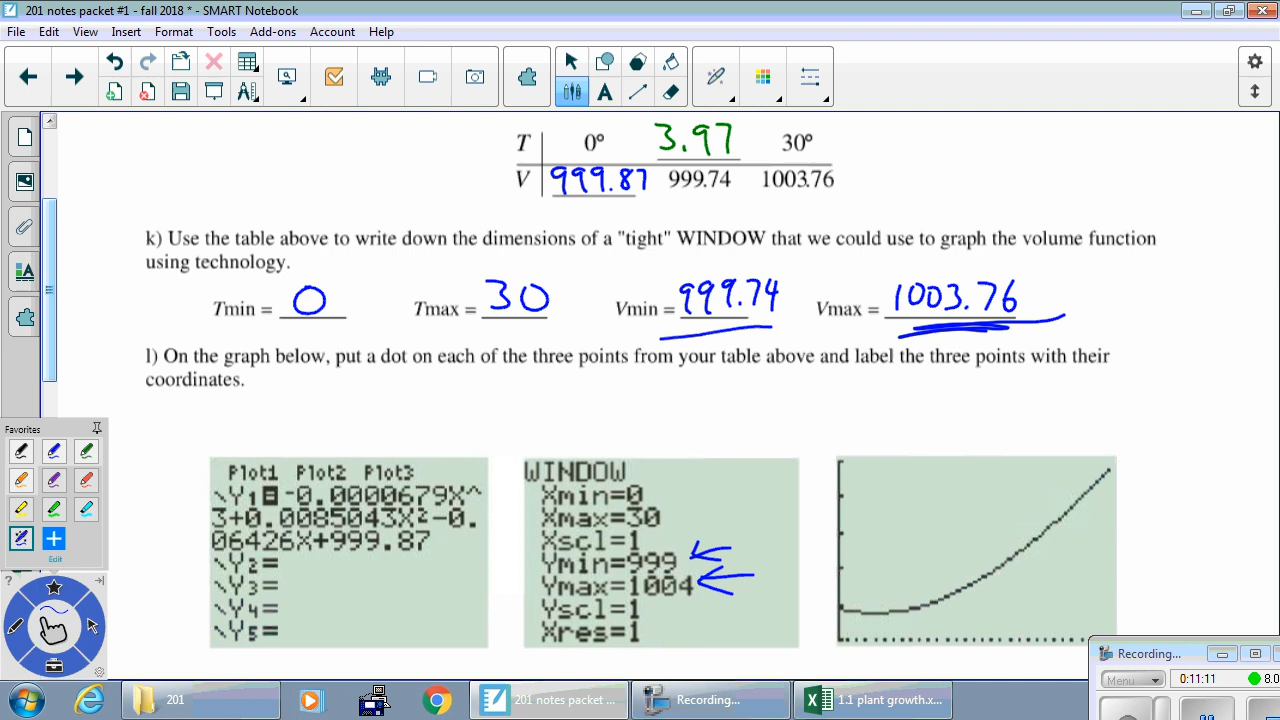 201 notes packet #1 - fall 2018 * - SMART Notebook
File Edit View Insert Format Tools Add-ons Account Help
T 0° 3.97 30°
V 999.87 999.74 1003.76
k) Use the table above to write down the dimensions of a "tight" WINDOW that we could use to graph the volume function
using technology.
Tmin = 0 Tmax = 30 Vmin = 999.74 Vmax = 1003.76
l) On the graph below, put a dot on each of the three points from your table above and label the three points with their
coordinates.
Favorites
Edit
Plot1 Plot2 Plot3
\Y1=-0.0000679X^
3+0.0085043X²-0.
06426X+999.87
\Y2=
\Y3=
\Y4=
\Y5=
WINDOW
Xmin=0
Xmax=30
Xscl=1
Ymin=999
Ymax=1004
Yscl=1
Xres=1
Recording...
Menu 0:11:11 8.0
201 201 notes packet ... Recording... 1.1 plant growth.x...